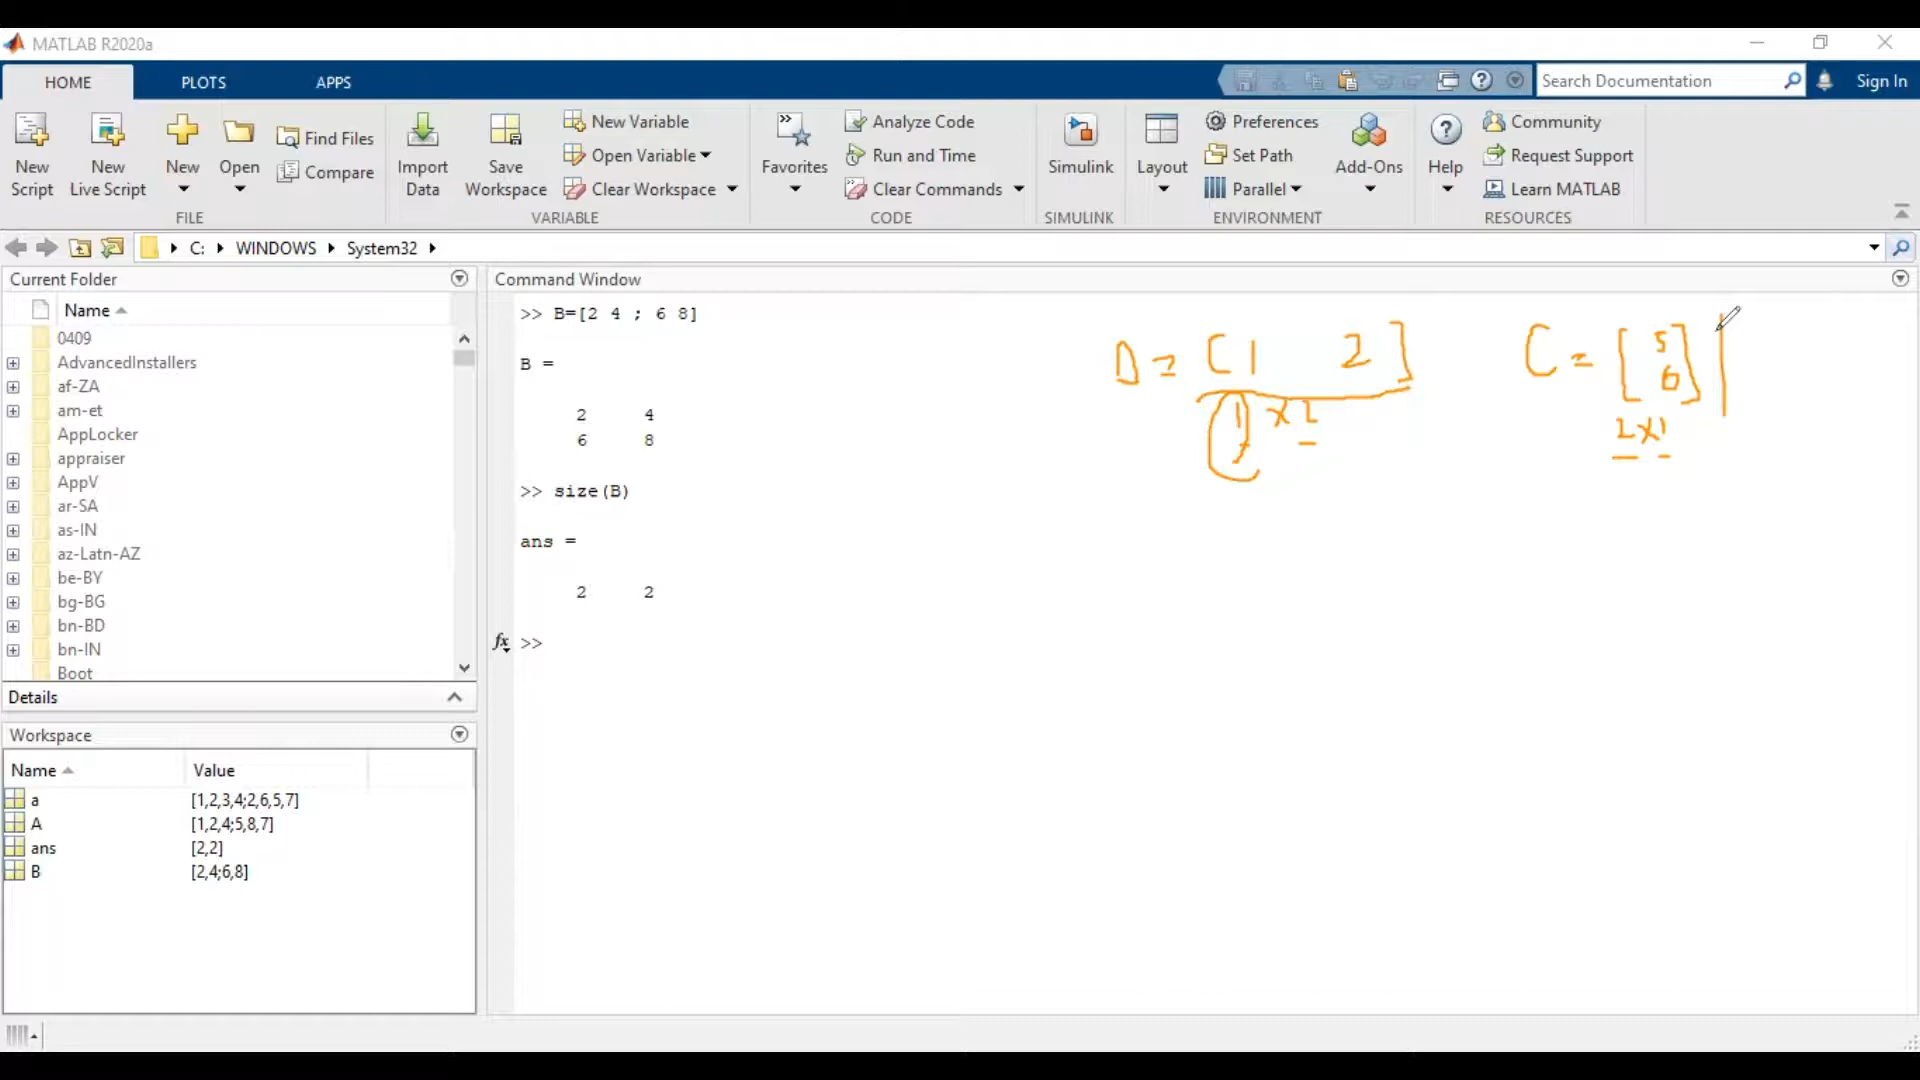 MATLAB R2020a
HOME PLOTS APPS
Search Documentation Sign In
New Script
New Live Script
New
Open
Find Files
Compare
FILE
Import Data
Save Workspace
New Variable
Open Variable
Clear Workspace
VARIABLE
Favorites
Analyze Code
Run and Time
Clear Commands
CODE
Simulink
SIMULINK
Layout
Preferences
Set Path
Parallel
Add-Ons
ENVIRONMENT
Help
Community
Request Support
Learn MATLAB
RESOURCES
C: WINDOWS System32
Current Folder
Name
0409
AdvancedInstallers
af-ZA
am-et
AppLocker
appraiser
AppV
ar-SA
as-IN
az-Latn-AZ
be-BY
bg-BG
bn-BD
bn-IN
Boot
Details
Workspace
Name Value
a [1,2,3,4;2,6,5,7]
A [1,2,4;5,8,7]
ans [2,2]
B [2,4;6,8]
Command Window
>> B=[2 4 ; 6 8]
B =
2 4
6 8
>> size(B)
ans =
2 2
fx >>
D = [1 2]
1 x 2
C = [5
6]
2x1